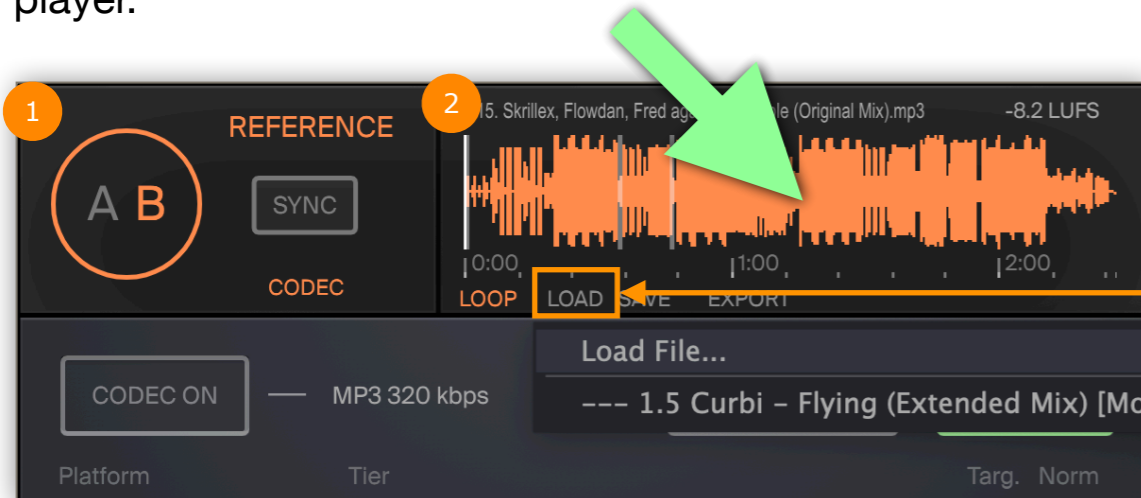 player.
1
REFERENCE
A B
SYNC
CODEC
2
15. Skrillex, Flowdan, Fred (Original Mix).mp3
-8.2 LUFS
0:00
1:00
2:00
LOOP
LOAD
SAVE
EXPORT
Load File...
--- 1.5 Curbi – Flying (Extended Mix)
CODEC ON
MP3 320 kbps
Platform
Tier
Targ. Norm